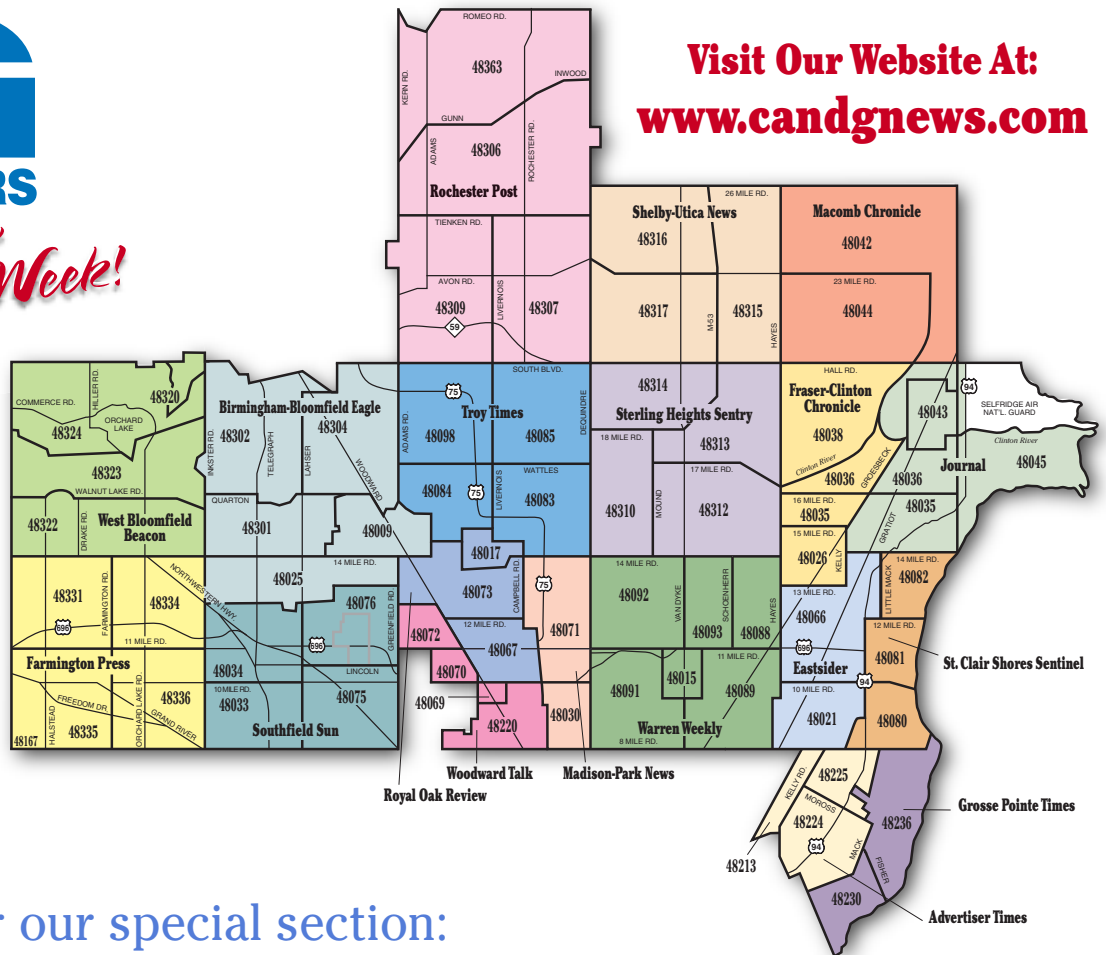 Visit Our Website At:
www.candgnews.com
RS
Week!
ROMEO RD.
48363
KERN RD.
INWOOD
GUNN
ADAMS
48306
ROCHESTER RD.
Rochester Post
TIENKEN RD.
AVON RD.
48309
LIVERNOIS
48307
59
26 MILE RD.
Shelby-Utica News
48316
Macomb Chronicle
48042
23 MILE RD.
48317
M-53
48315
HAYES
48044
COMMERCE RD.
HILLER RD.
48320
ORCHARD
LAKE
48324
48323
WALNUT LAKE RD.
48322
DRAKE RD.
West Bloomfield
Beacon
Birmingham-Bloomfield Eagle
48302
48304
INKSTER RD.
TELEGRAPH
LAHSER
WOODWARD
QUARTON
48301
48009
14 MILE RD.
48025
SOUTH BLVD.
75
Troy Times
ADAMS RD.
48098
48085
DEQUINDRE
WATTLES
48084
75
LIVERNOIS
48083
48314
Sterling Heights Sentry
18 MILE RD.
48313
17 MILE RD.
48310
MOUND
48312
HALL RD.
Fraser-Clinton
Chronicle
48038
Clinton River
48036
GROESBECK
16 MILE RD.
48035
15 MILE RD.
48026
KELLY
94
SELFRIDGE AIR
NAT'L. GUARD
48043
Clinton River
Journal
48045
48036
48035
GRATIOT
48331
FARMINGTON RD.
48334
NORTHWESTERN HWY.
696
11 MILE RD.
Farmington Press
48336
FREEDOM DR.
GRAND RIVER
HALSTEAD
48335
ORCHARD LAKE RD.
48167
48076
GREENFIELD RD.
696
48034
LINCOLN
10 MILE RD.
48033
48075
Southfield Sun
48017
48073
CAMPBELL RD.
75
12 MILE RD.
48072
48067
48071
48070
48069
48220
48030
Woodward Talk
Madison-Park News
Royal Oak Review
14 MILE RD.
48092
VAN DYKE
SCHOENHERR
HAYES
48093
48088
11 MILE RD.
48015
48091
48089
Warren Weekly
8 MILE RD.
13 MILE RD.
48066
696
Eastsider
10 MILE RD.
48021
94
LITTLE MACK
14 MILE RD.
48082
12 MILE RD.
48081
St. Clair Shores Sentinel
48080
KELLY RD.
48225
MOROSS
48224
94
MACK
48213
48236
Grosse Pointe Times
FISHER
48230
Advertiser Times
our special section: